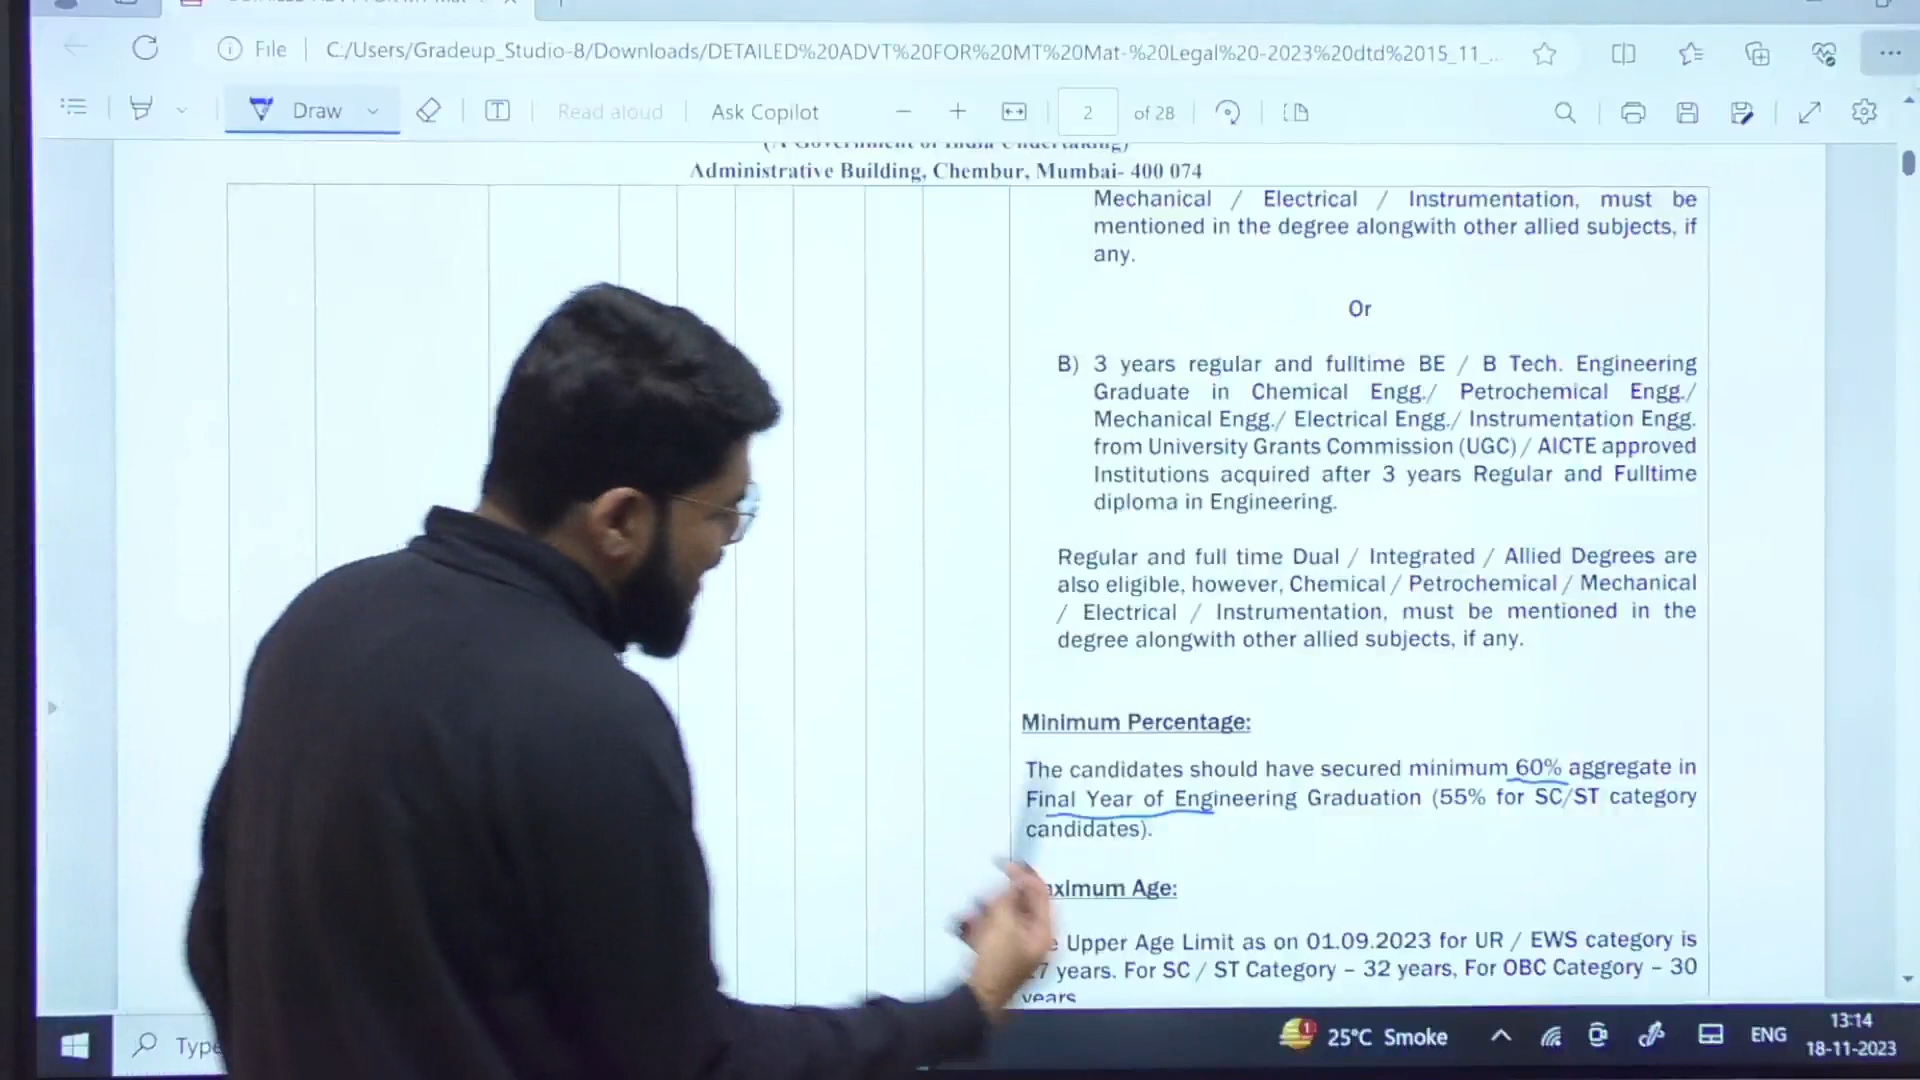 File
C:/Users/Gradeup_Studio-8/Downloads/DETAILED%20ADVT%20FOR%20MT%20Mat-%20Legal%20-2023%20dtd%2015_11_...
Draw
Read aloud
Ask Copilot
2 of 28
(A Government of India Undertaking)
Administrative Building, Chembur, Mumbai- 400 074
Mechanical / Electrical / Instrumentation, must be
mentioned in the degree alongwith other allied subjects, if
any.
Or
B) 3 years regular and fulltime BE / B Tech. Engineering
Graduate in Chemical Engg./ Petrochemical Engg./
Mechanical Engg./ Electrical Engg./ Instrumentation Engg.
from University Grants Commission (UGC) / AICTE approved
Institutions acquired after 3 years Regular and Fulltime
diploma in Engineering.
Regular and full time Dual / Integrated / Allied Degrees are
also eligible, however, Chemical / Petrochemical / Mechanical
/ Electrical / Instrumentation, must be mentioned in the
degree alongwith other allied subjects, if any.
Minimum Percentage:
The candidates should have secured minimum 60% aggregate in
Final Year of Engineering Graduation (55% for SC/ST category
candidates).
Age:
Upper Age Limit as on 01.09.2023 for UR / EWS category is
years. For SC / ST Category – 32 years, For OBC Category – 30
years
Type
25°C Smoke
ENG
13:14
18-11-2023